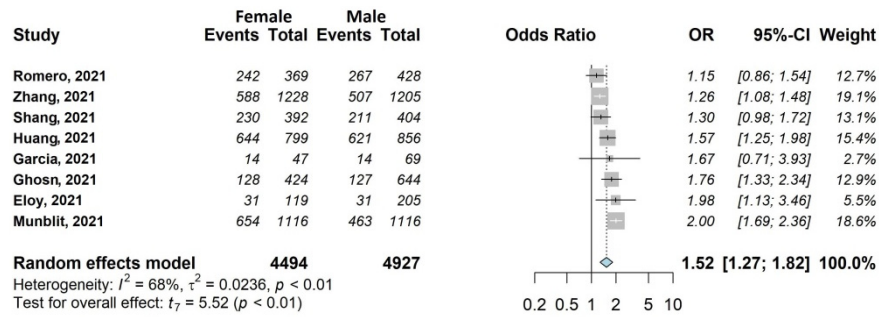 Female Male
Study Events Total Events Total Odds Ratio OR 95%-CI Weight
Romero, 2021 242 369 267 428 1.15 [0.86; 1.54] 12.7%
Zhang, 2021 588 1228 507 1205 1.26 [1.08; 1.48] 19.1%
Shang, 2021 230 392 211 404 1.30 [0.98; 1.72] 13.1%
Huang, 2021 644 799 621 856 1.57 [1.25; 1.98] 15.4%
Garcia, 2021 14 47 14 69 1.67 [0.71; 3.93] 2.7%
Ghosn, 2021 128 424 127 644 1.76 [1.33; 2.34] 12.9%
Eloy, 2021 31 119 31 205 1.98 [1.13; 3.46] 5.5%
Munblit, 2021 654 1116 463 1116 2.00 [1.69; 2.36] 18.6%
Random effects model 4494 4927 1.52 [1.27; 1.82] 100.0%
Heterogeneity: I² = 68%, τ² = 0.0236, p < 0.01
Test for overall effect: t₇ = 5.52 (p < 0.01)
0.2 0.5 1 2 5 10